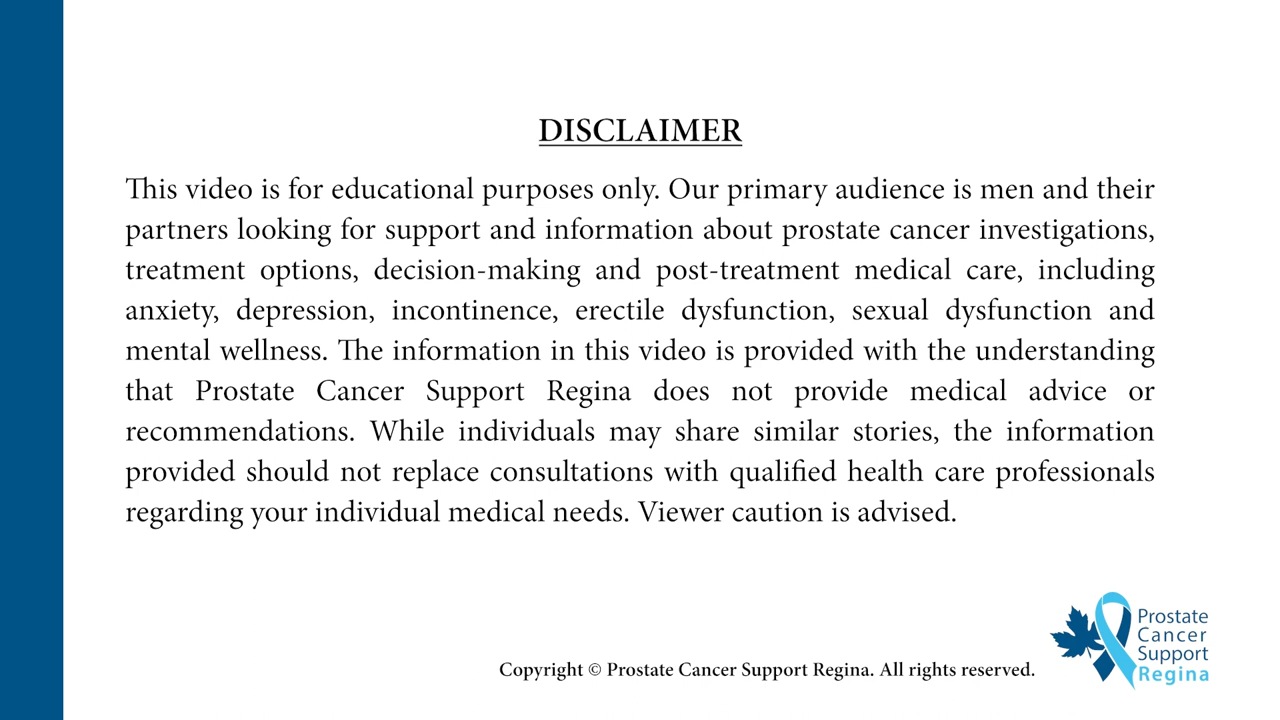 DISCLAIMER
This video is for educational purposes only. Our primary audience is men and their
partners looking for support and information about prostate cancer investigations,
treatment options, decision-making and post-treatment medical care, including
anxiety, depression, incontinence, erectile dysfunction, sexual dysfunction and
mental wellness. The information in this video is provided with the understanding
that Prostate Cancer Support Regina does not provide medical advice or
recommendations. While individuals may share similar stories, the information
provided should not replace consultations with qualified health care professionals
regarding your individual medical needs. Viewer caution is advised.
Copyright © Prostate Cancer Support Regina. All rights reserved.
Prostate
Cancer
Support
Regina